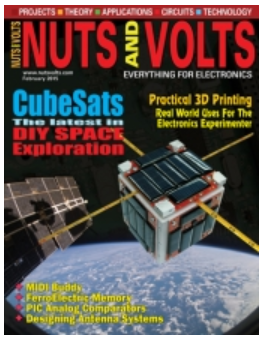 PROJECTS ■ THEORY ■ APPLICATIONS ■ CIRCUITS ■ TECHNOLOGY
NUTS AND VOLTS
NUTS AND VOLTS
EVERYTHING FOR ELECTRONICS
www.nutsvolts.com
February 2015
CubeSats
The latest in
DIY SPACE
Exploration
Practical 3D Printing
Real World Uses For The
Electronics Experimenter
MIDI Buddy
FerroElectric Memory
PIC Analog Comparators
Designing Antenna Systems